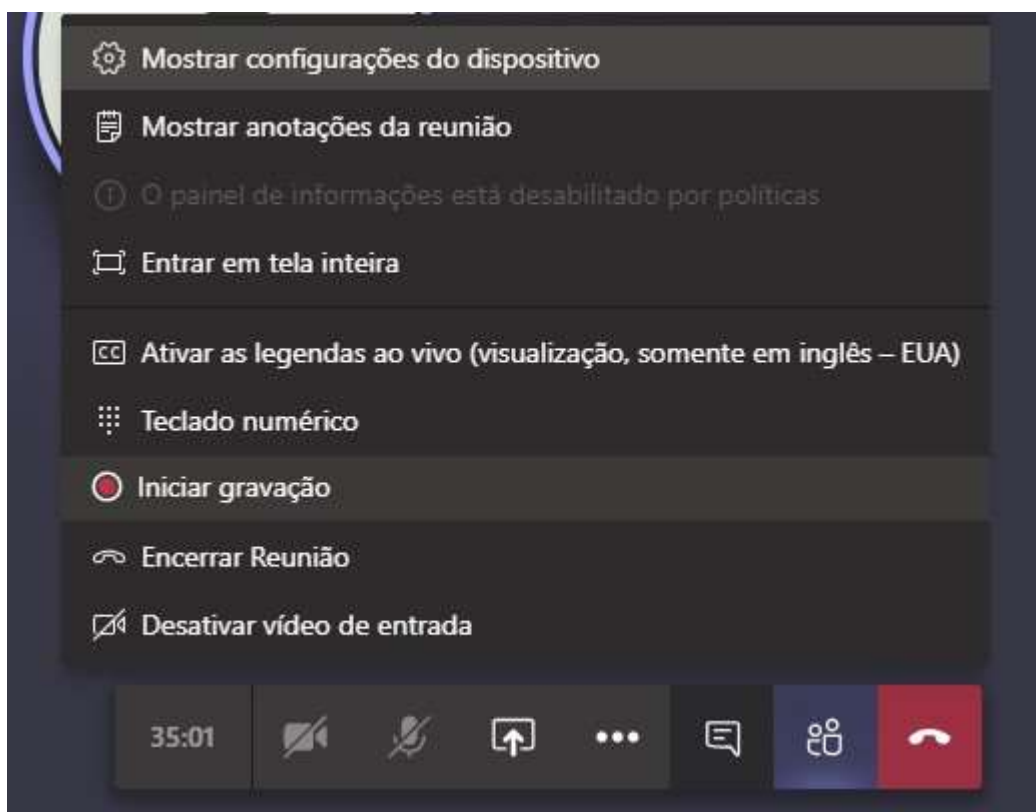 Mostrar configurações do dispositivo
Mostrar anotações da reunião
O painel de informações está desabilitado por políticas
Entrar em tela inteira
CC Ativar as legendas ao vivo (visualização, somente em inglês – EUA)
Teclado numérico
Iniciar gravação
Encerrar Reunião
Desativar vídeo de entrada
35:01